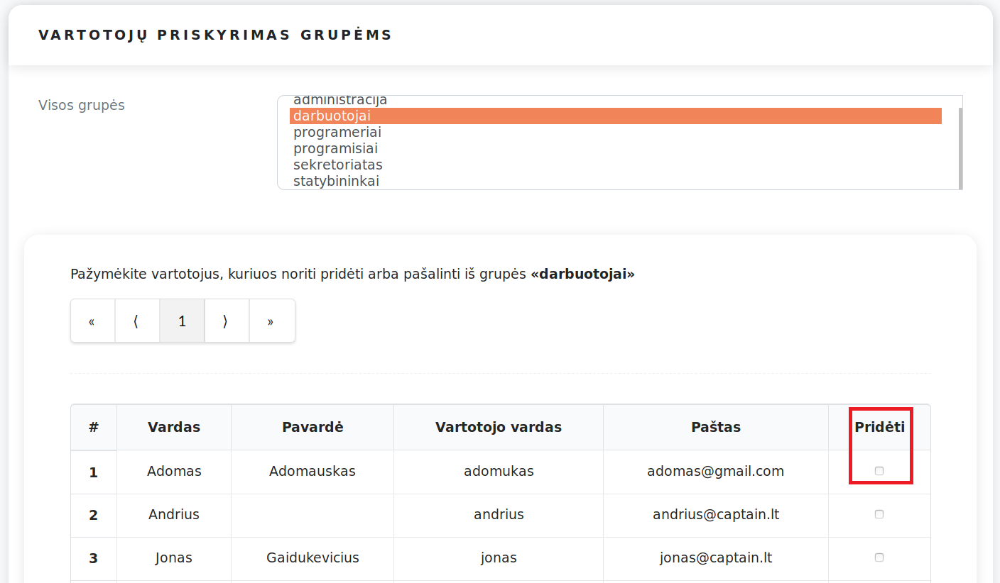 VARTOTOJŲ PRISKYRIMAS GRUPĖMS
Visos grupės
administracija
darbuotojai
programeriai
programisiai
sekretoriatas
statybininkai
Pažymėkite vartotojus, kuriuos noriti pridėti arba pašalinti iš grupės «darbuotojai»
« ⟨ 1 ⟩ »
# Vardas Pavardė Vartotojo vardas Paštas Pridėti
1 Adomas Adomauskas adomukas adomas@gmail.com
2 Andrius andrius andrius@captain.lt
3 Jonas Gaidukevicius jonas jonas@captain.lt